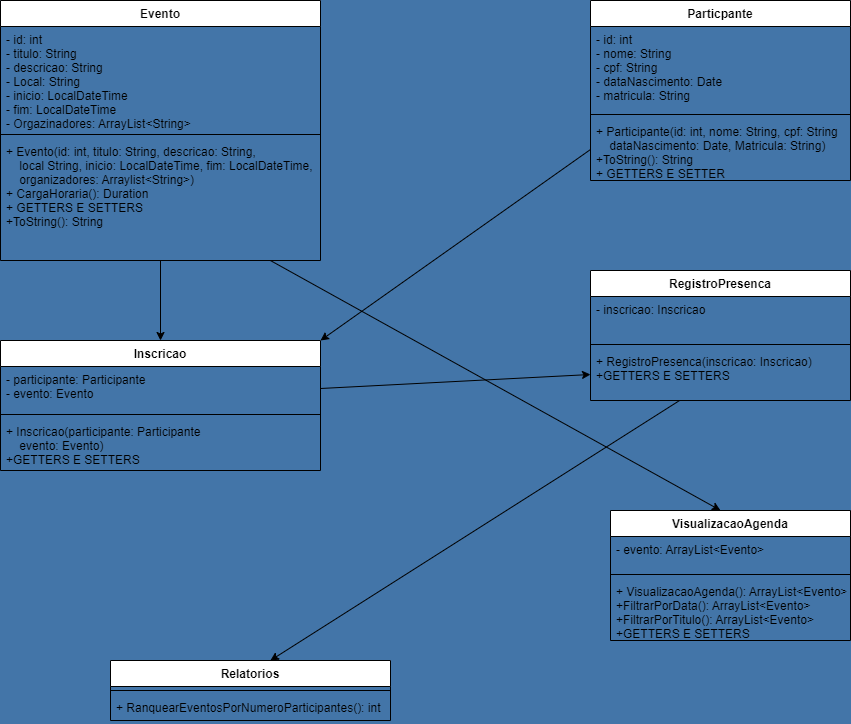 Evento
- id: int
- titulo: String
- descricao: String
- Local: String
- inicio: LocalDateTime
- fim: LocalDateTime
- Orgazinadores: ArrayList<String>
+ Evento(id: int, titulo: String, descricao: String,
local String, inicio: LocalDateTime, fim: LocalDateTime,
organizadores: Arraylist<String>)
+ CargaHoraria(): Duration
+ GETTERS E SETTERS
+ToString(): String
Particpante
- id: int
- nome: String
- cpf: String
- dataNascimento: Date
- matricula: String
+ Participante(id: int, nome: String, cpf: String
dataNascimento: Date, Matricula: String)
+ToString(): String
+ GETTERS E SETTER
RegistroPresenca
- inscricao: Inscricao
+ RegistroPresenca(inscricao: Inscricao)
+GETTERS E SETTERS
Inscricao
- participante: Participante
- evento: Evento
+ Inscricao(participante: Participante
evento: Evento)
+GETTERS E SETTERS
VisualizacaoAgenda
- evento: ArrayList<Evento>
+ VisualizacaoAgenda(): ArrayList<Evento>
+FiltrarPorData(): ArrayList<Evento>
+FiltrarPorTitulo(): ArrayList<Evento>
+GETTERS E SETTERS
Relatorios
+ RanquearEventosPorNumeroParticipantes(): int